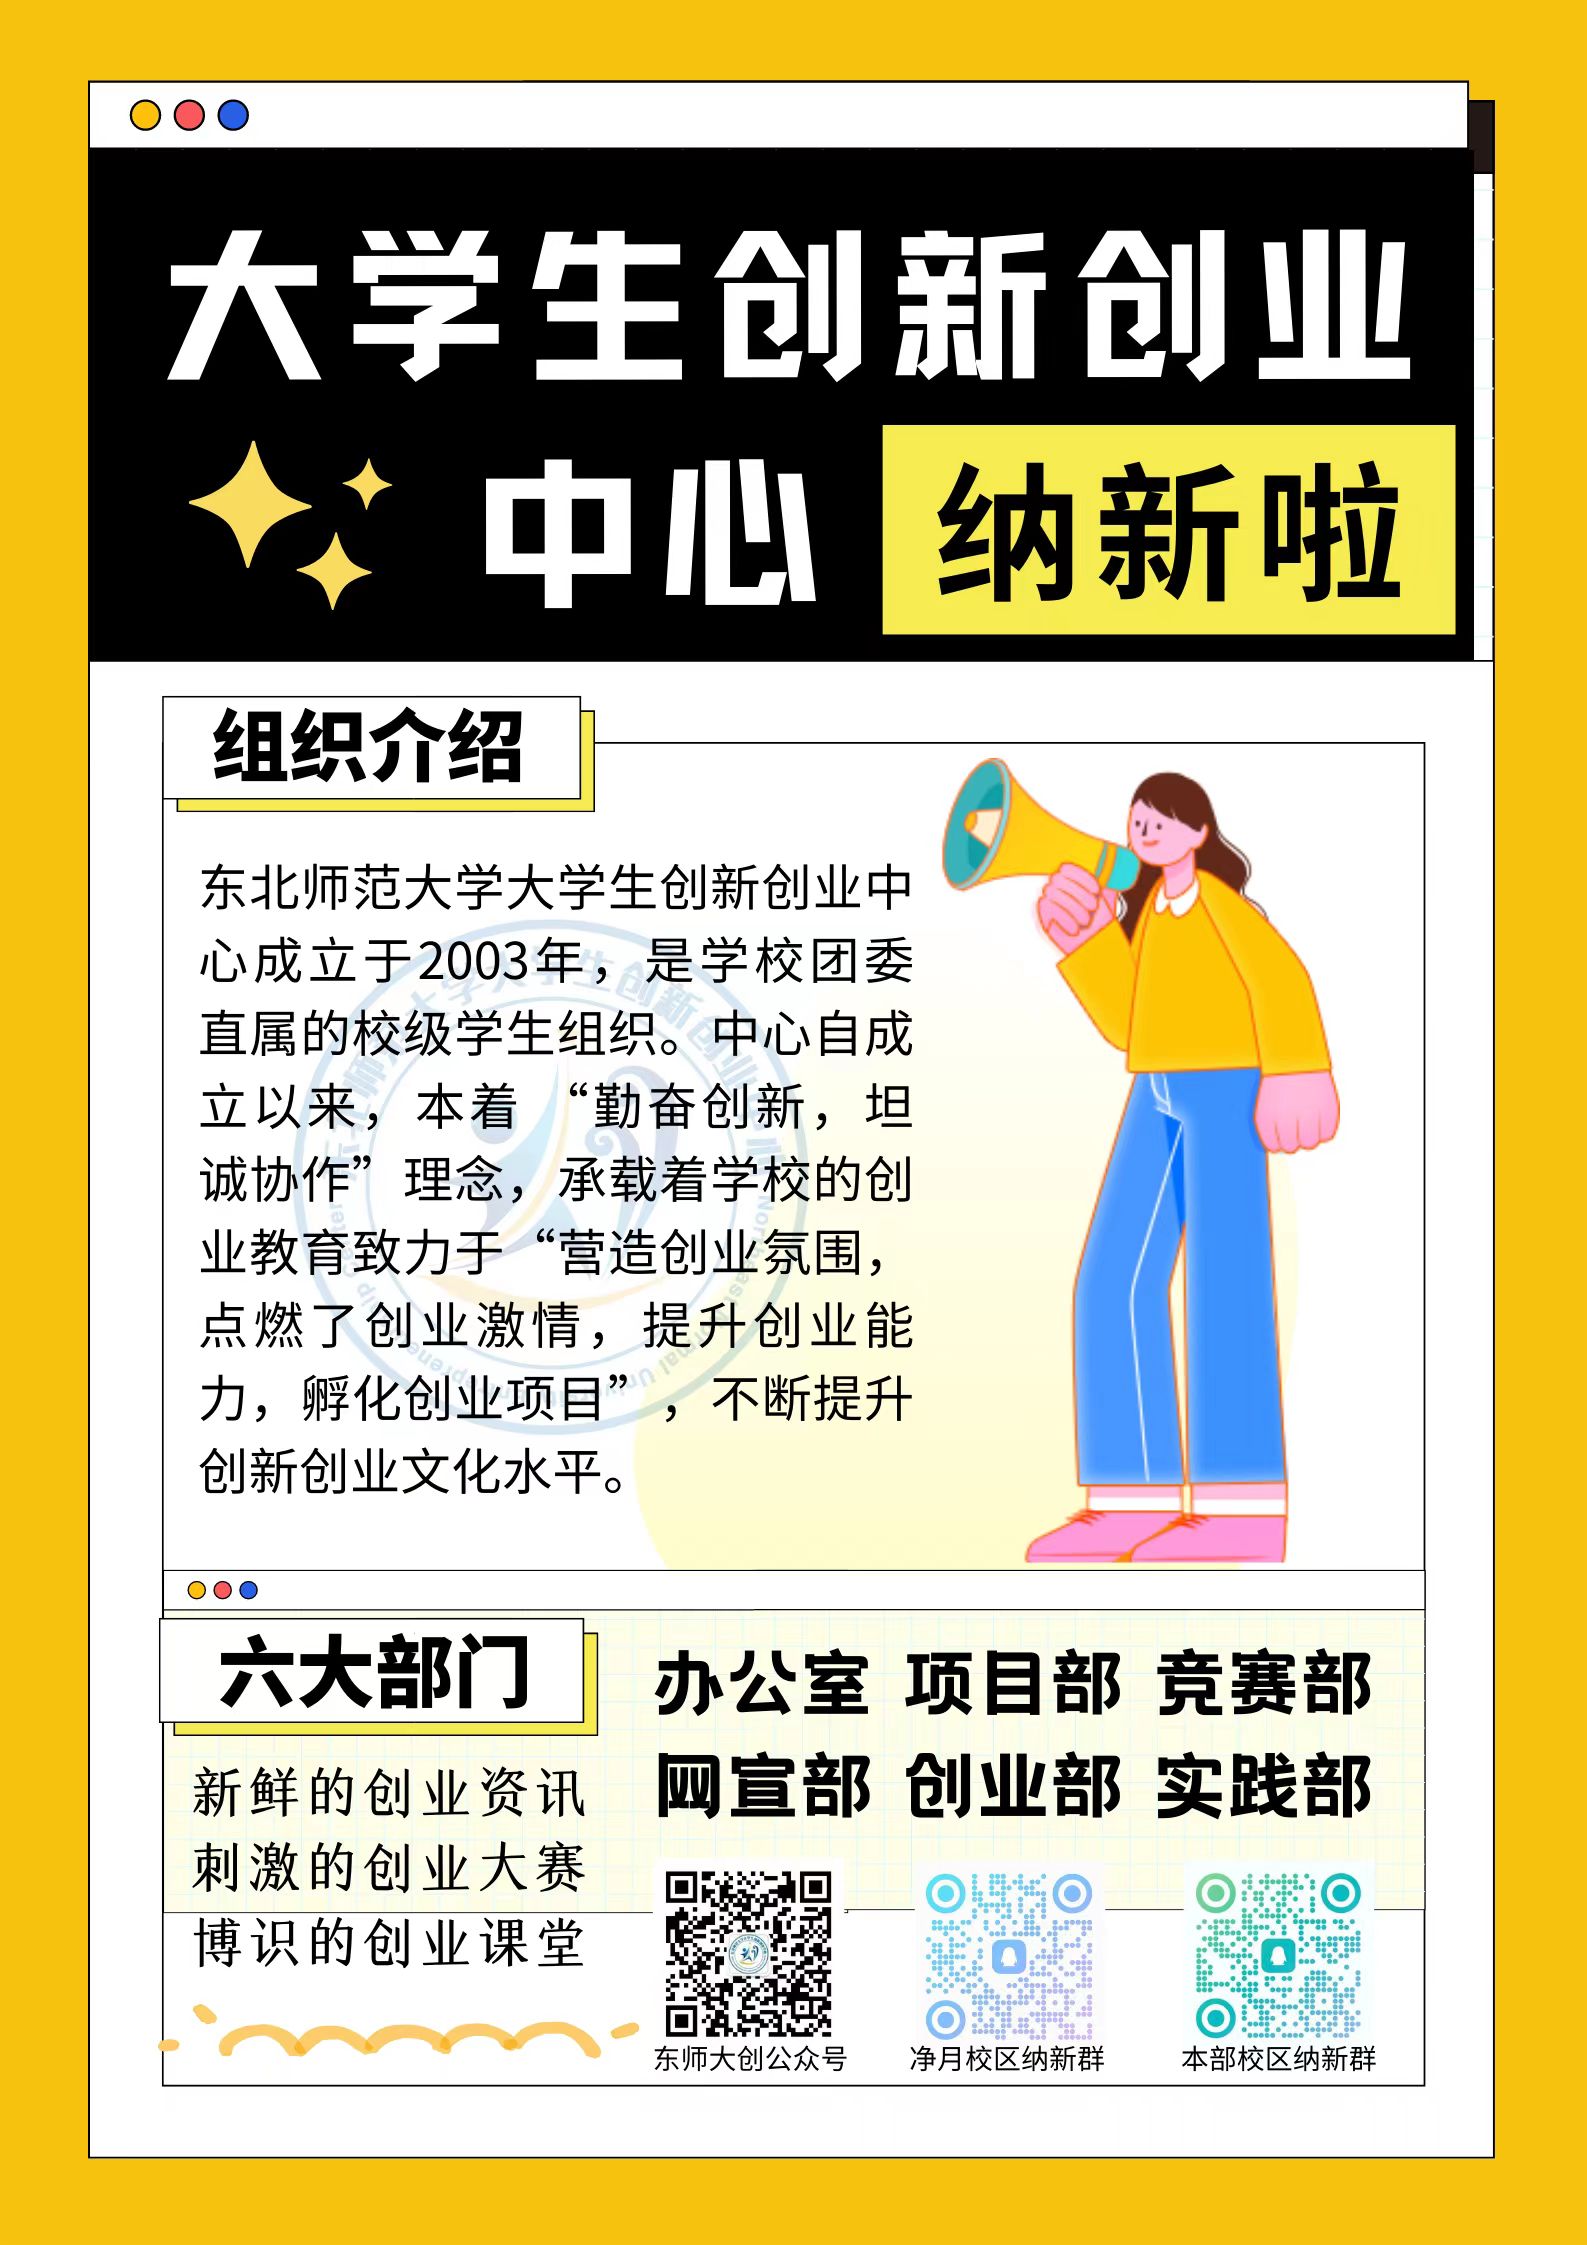 大学生创新创业
中心 纳新啦
组织介绍
东北师范大学大学生创新创业中
心成立于2003年，是学校团委
直属的校级学生组织。中心自成
立以来，本着 “勤奋创新，坦
诚协作” 理念，承载着学校的创
业教育致力于 “营造创业氛围，
点燃了创业激情，提升创业能
力，孵化创业项目” ，不断提升
创新创业文化水平。
六大部门
办公室 项目部 竞赛部
网宣部 创业部 实践部
新鲜的创业资讯
刺激的创业大赛
博识的创业课堂
东师大创公众号
净月校区纳新群
本部校区纳新群